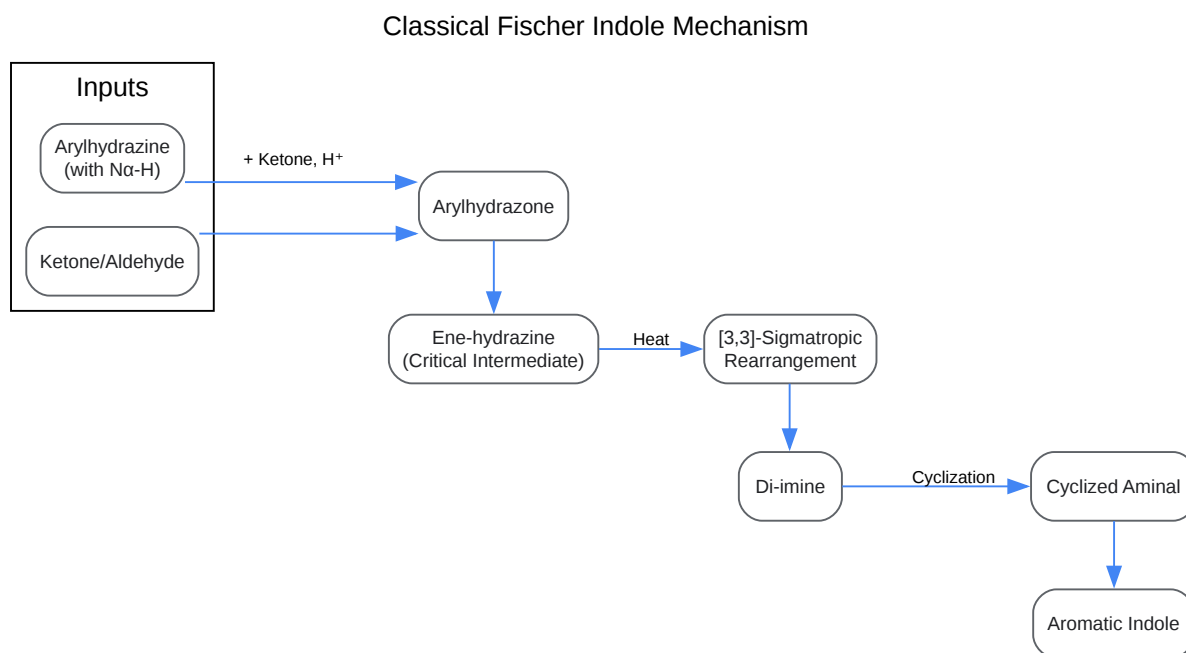 Classical Fischer Indole Mechanism
Inputs
Arylhydrazine
(with Nα-H)
+ Ketone, H⁺
Arylhydrazone
Ketone/Aldehyde
Ene-hydrazine
(Critical Intermediate)
Heat
[3,3]-Sigmatropic
Rearrangement
Di-imine
Cyclization
Cyclized Aminal
Aromatic Indole